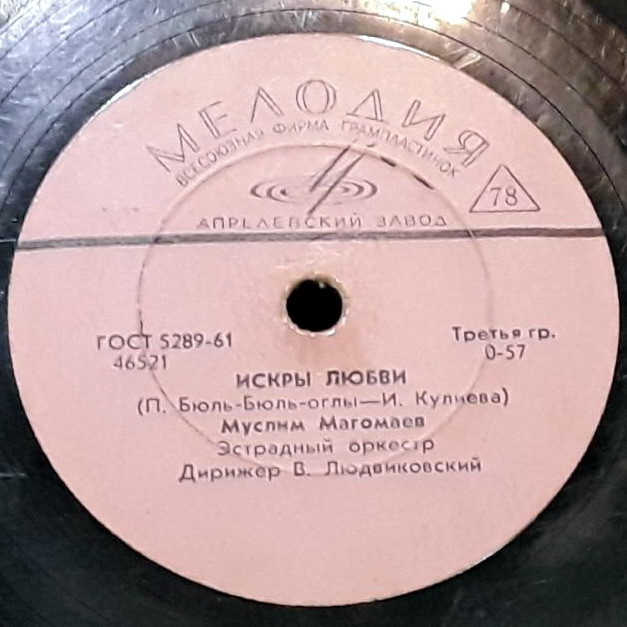 МЕЛОДИЯ
ВСЕСОЮЗНАЯ ФИРМА ГРАМПЛАСТИНОК
78
АПРЕЛЕВСКИЙ ЗАВОД
ГОСТ 5289-61
Третья гр.
46521
0-57
ИСКРЫ ЛЮБВИ
(П. Бюль-Бюль-оглы—И. Кулиева)
Муслим Магомаев
Эстрадный оркестр
Дирижер В. Людвиковский